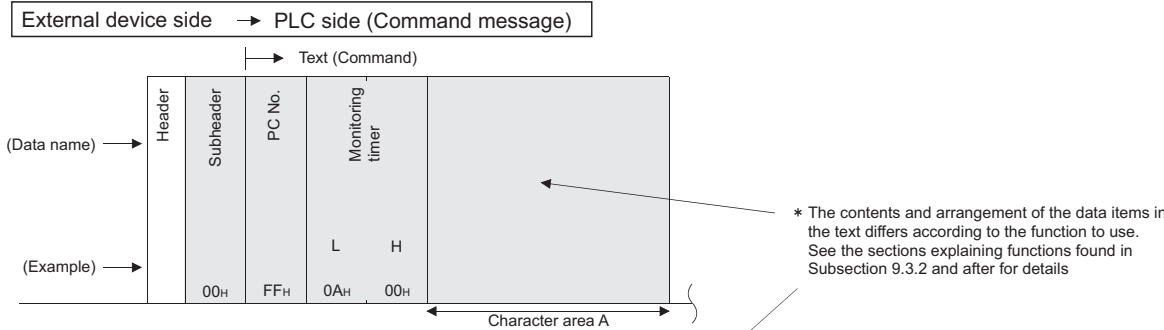 External device side → PLC side (Command message)
Text (Command)
(Data name)
Header
Subheader
PC No.
Monitoring
timer
* The contents and arrangement of the data items in
the text differs according to the function to use.
See the sections explaining functions found in
Subsection 9.3.2 and after for details
L H
(Example)
00H FFH 0AH 00H
Character area A